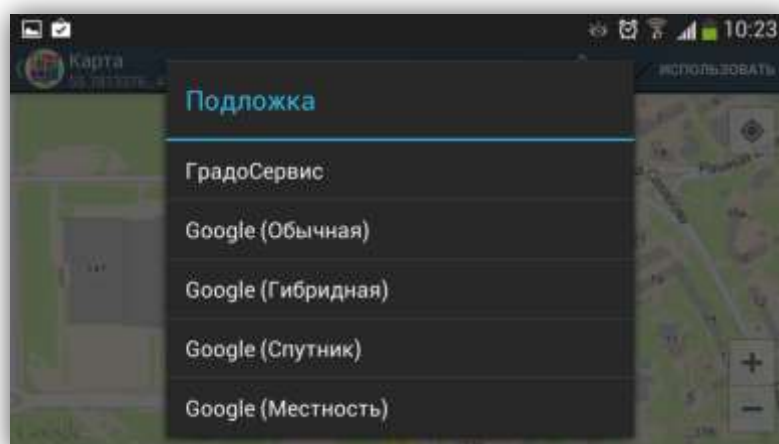 10:23
Карта
ИСПОЛЬЗОВАТЬ
Подложка
ГрадоСервис
Google (Обычная)
Google (Гибридная)
Google (Спутник)
Google (Местность)